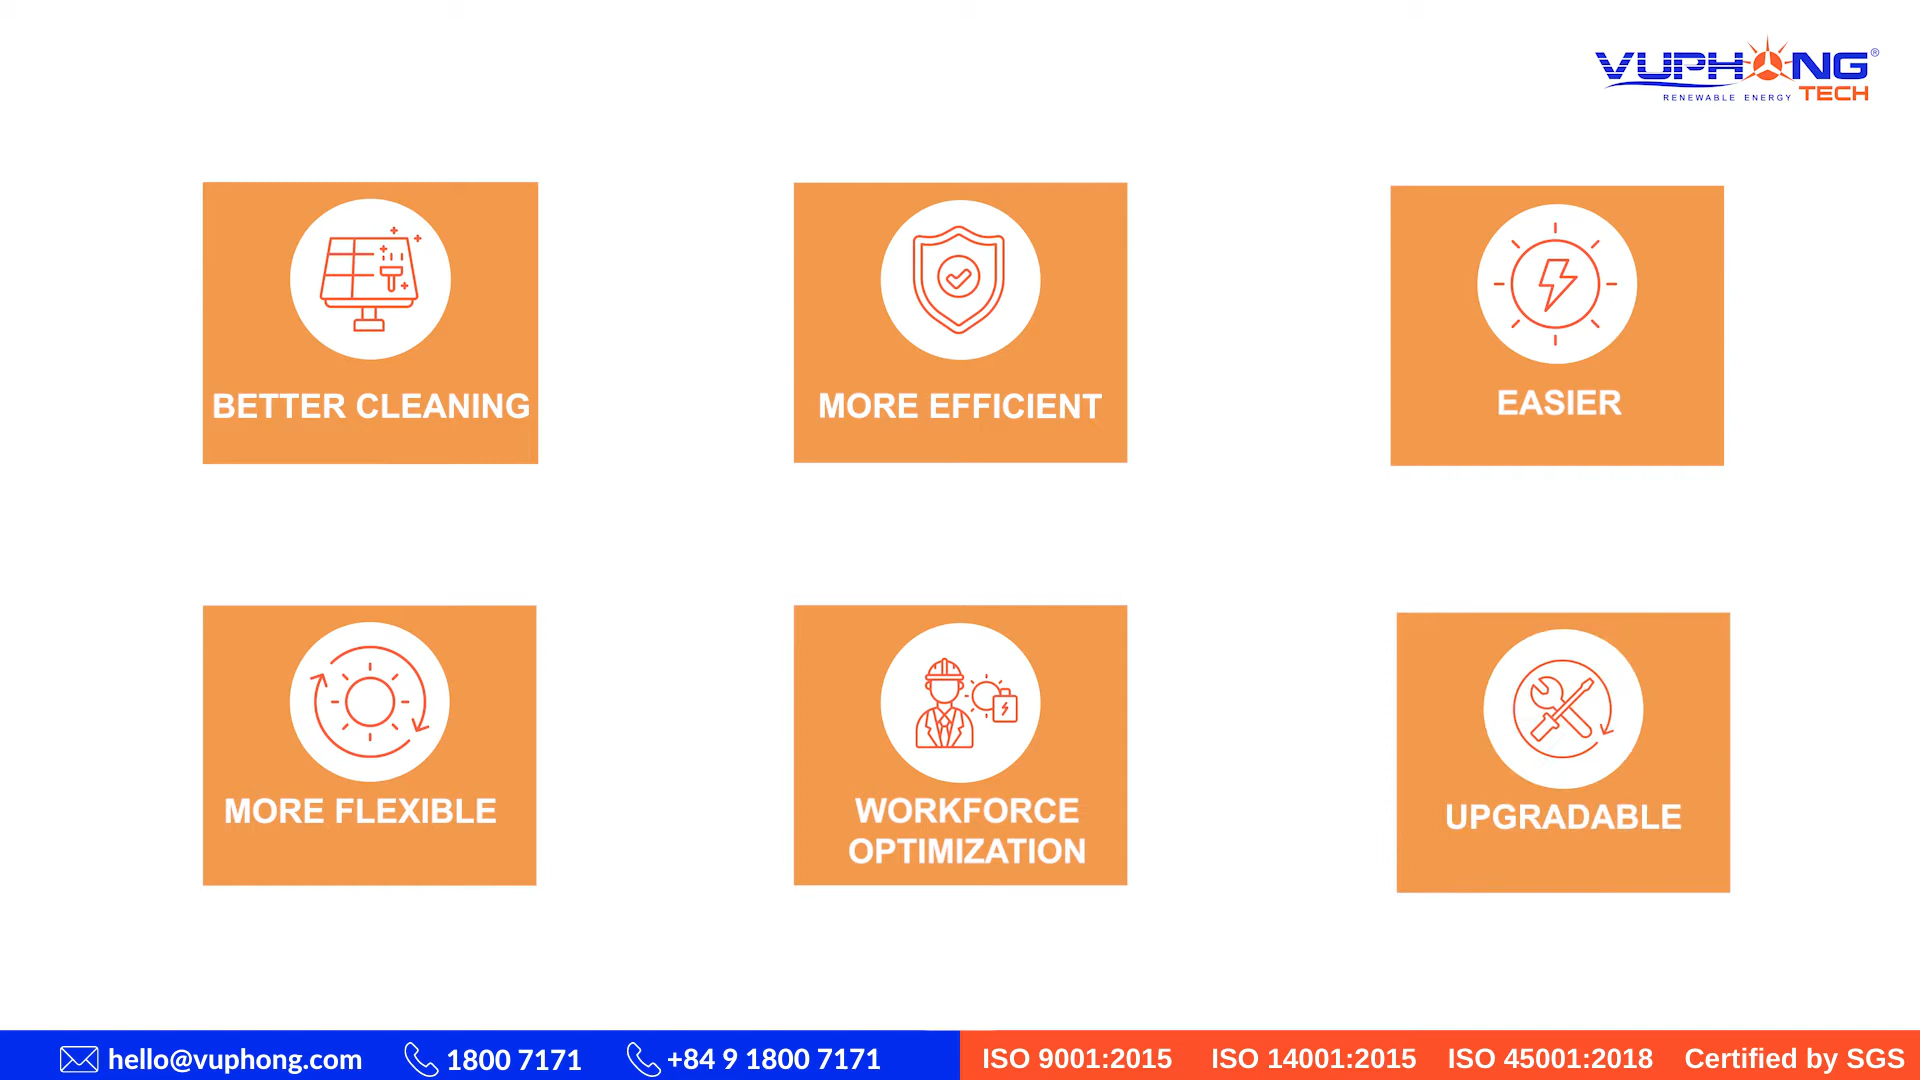 VUPHONG®
RENEWABLE ENERGY TECH
BETTER CLEANING
MORE EFFICIENT
EASIER
MORE FLEXIBLE
WORKFORCE
OPTIMIZATION
UPGRADABLE
hello@vuphong.com 1800 7171 +84 9 1800 7171 ISO 9001:2015 ISO 14001:2015 ISO 45001:2018 Certified by SGS